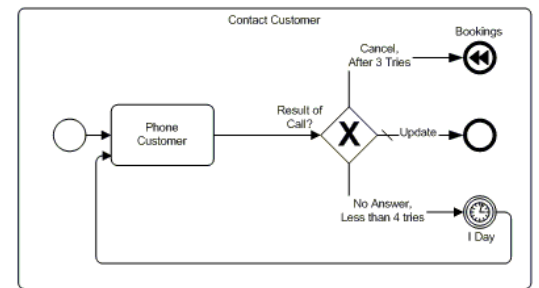 Contact Customer
Bookings
Cancel,
After 3 Tries
Result of
Call?
Phone
Customer
X
Update
No Answer,
Less than 4 tries
I Day